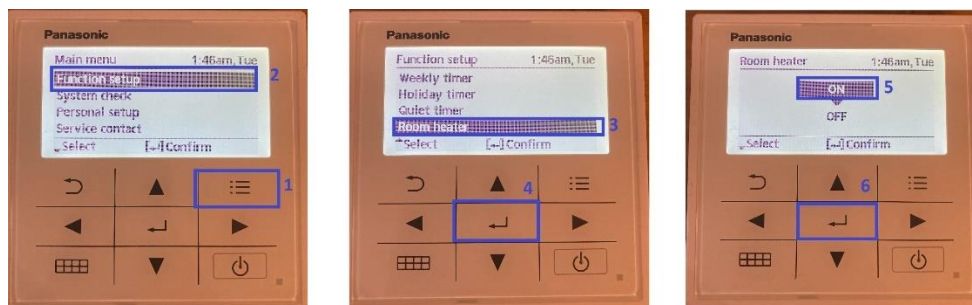 Panasonic
Main menu 1:46am, Tue
Function setup
2
System check
Personal setup
Service contact
Select [↵] Confirm
1
Panasonic
Function setup 1:46am, Tue
Weekly timer
Holiday timer
Quiet timer
Room heater
3
Select [↵] Confirm
4
Panasonic
Room heater 1:46am, Tue
ON
5
OFF
Select [↵] Confirm
6